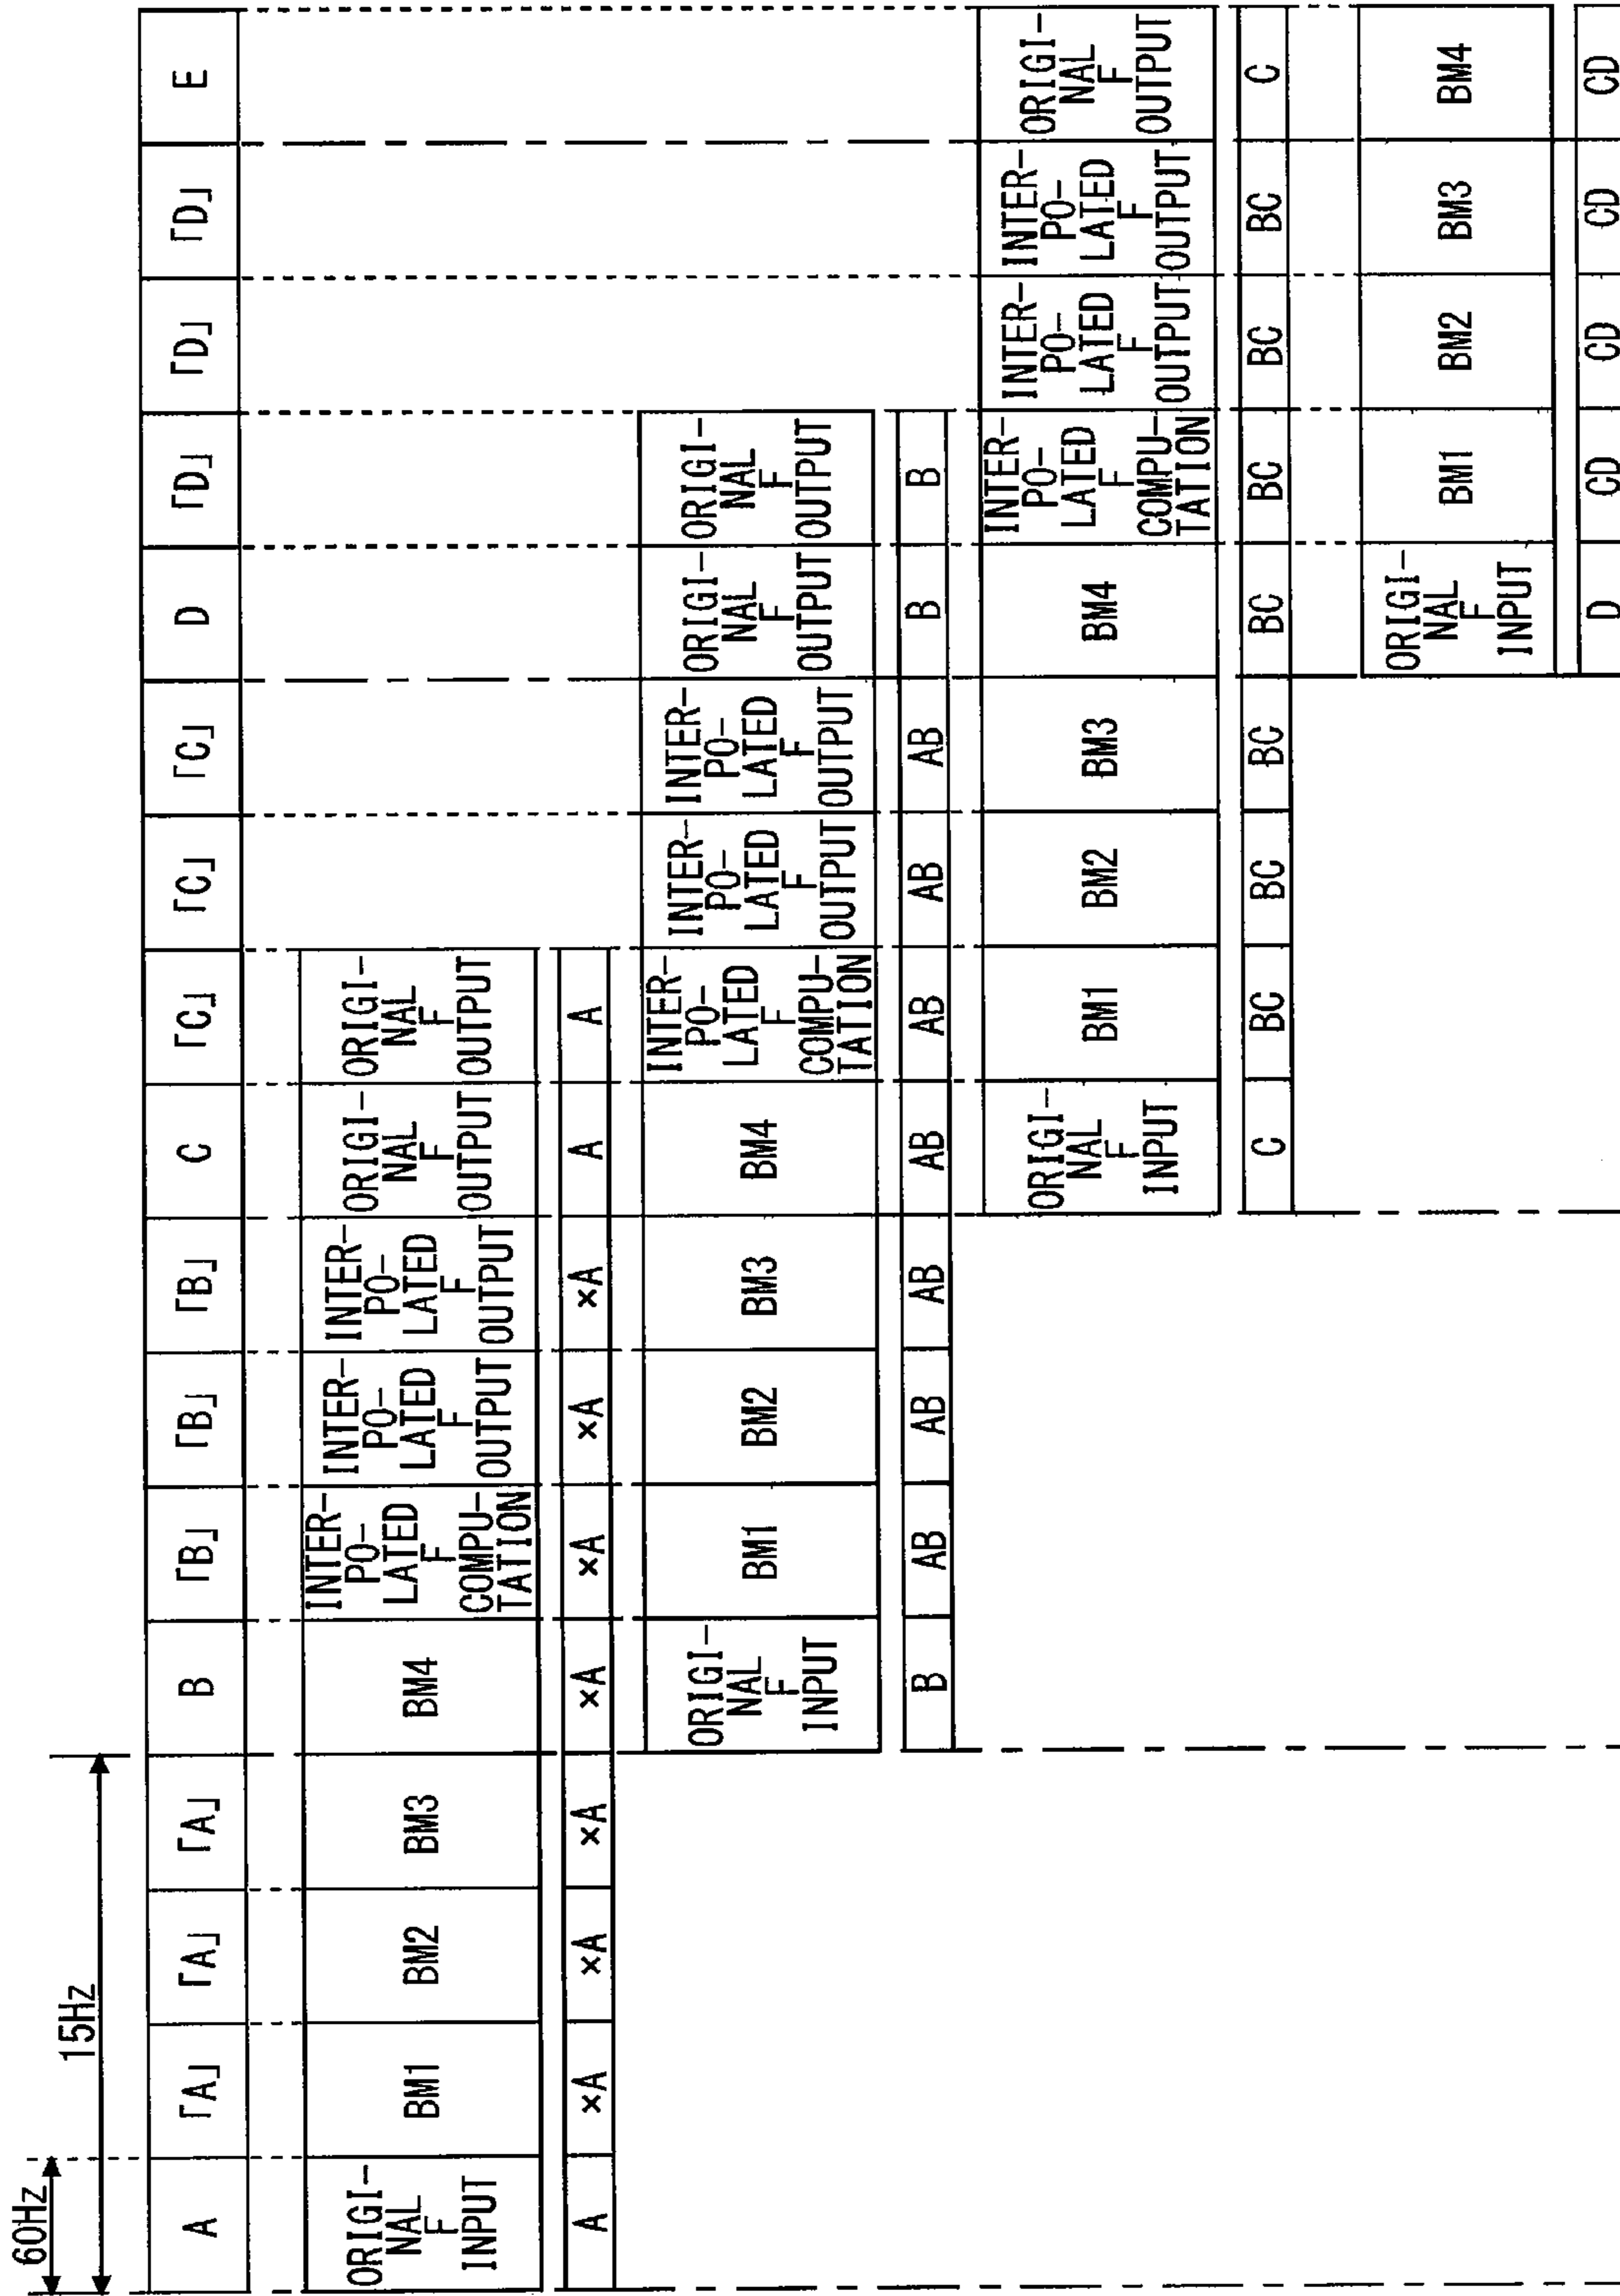 60Hz
15Hz
A 「A」 「A」 「A」 B 「B」 「B」 「B」 C 「C」 「C」 「C」 D 「D」 「D」 「D」 E
ORIGI-
NAL
F
INPUT
BM1
BM2
BM3
BM4
INTER-
PO-
LATED
F
COMPU-
TATION
INTER-
PO-
LATED
F
OUTPUT
INTER-
PO-
LATED
F
OUTPUT
ORIGI-
NAL
F
OUTPUT
ORIGI-
NAL
F
OUTPUT
A ×A ×A ×A ×A ×A ×A ×A A A
ORIGI-
NAL
F
INPUT
BM1
BM2
BM3
BM4
INTER-
PO-
LATED
F
COMPU-
TATION
INTER-
PO-
LATED
F
OUTPUT
INTER-
PO-
LATED
F
OUTPUT
ORIGI-
NAL
F
OUTPUT
ORIGI-
NAL
F
OUTPUT
B AB AB AB AB AB AB AB B B
ORIGI-
NAL
F
INPUT
BM1
BM2
BM3
BM4
INTER-
PO-
LATED
F
COMPU-
TATION
INTER-
PO-
LATED
F
OUTPUT
INTER-
PO-
LATED
F
OUTPUT
ORIGI-
NAL
F
OUTPUT
C BC BC BC BC BC BC BC C
ORIGI-
NAL
F
INPUT
BM1
BM2
BM3
BM4
D CD CD CD CD